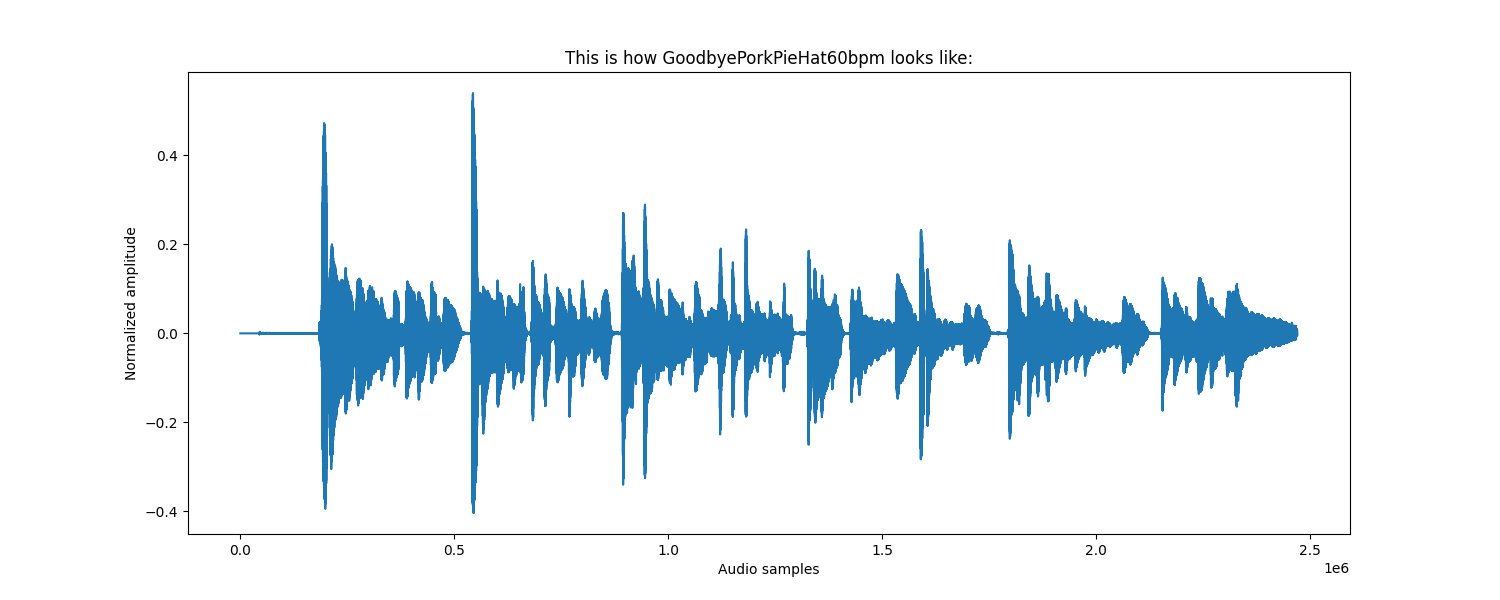 This is how GoodbyePorkPieHat60bpm looks like:
Normalized amplitude
0.4
0.2
0.0
−0.2
−0.4
0.0 0.5 1.0 1.5 2.0 2.5
1e6
Audio samples